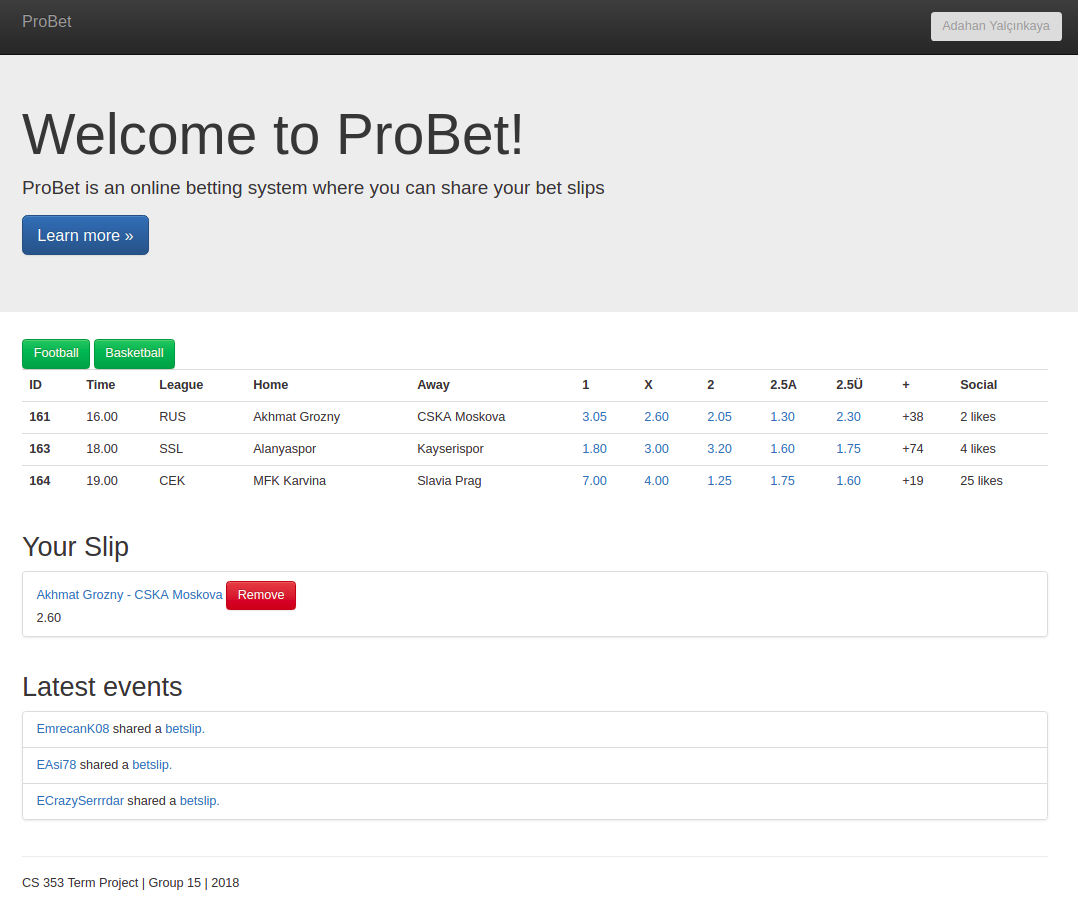 ProBet
Adahan Yalçınkaya
Welcome to ProBet!
ProBet is an online betting system where you can share your bet slips
Learn more »
Football Basketball
ID Time League Home Away 1 X 2 2.5A 2.5Ü + Social
161 16.00 RUS Akhmat Grozny CSKA Moskova 3.05 2.60 2.05 1.30 2.30 +38 2 likes
163 18.00 SSL Alanyaspor Kayserispor 1.80 3.00 3.20 1.60 1.75 +74 4 likes
164 19.00 CEK MFK Karvina Slavia Prag 7.00 4.00 1.25 1.75 1.60 +19 25 likes
Your Slip
Akhmat Grozny - CSKA Moskova Remove
2.60
Latest events
EmrecanK08 shared a betslip.
EAsi78 shared a betslip.
ECrazySerrrdar shared a betslip.
CS 353 Term Project | Group 15 | 2018